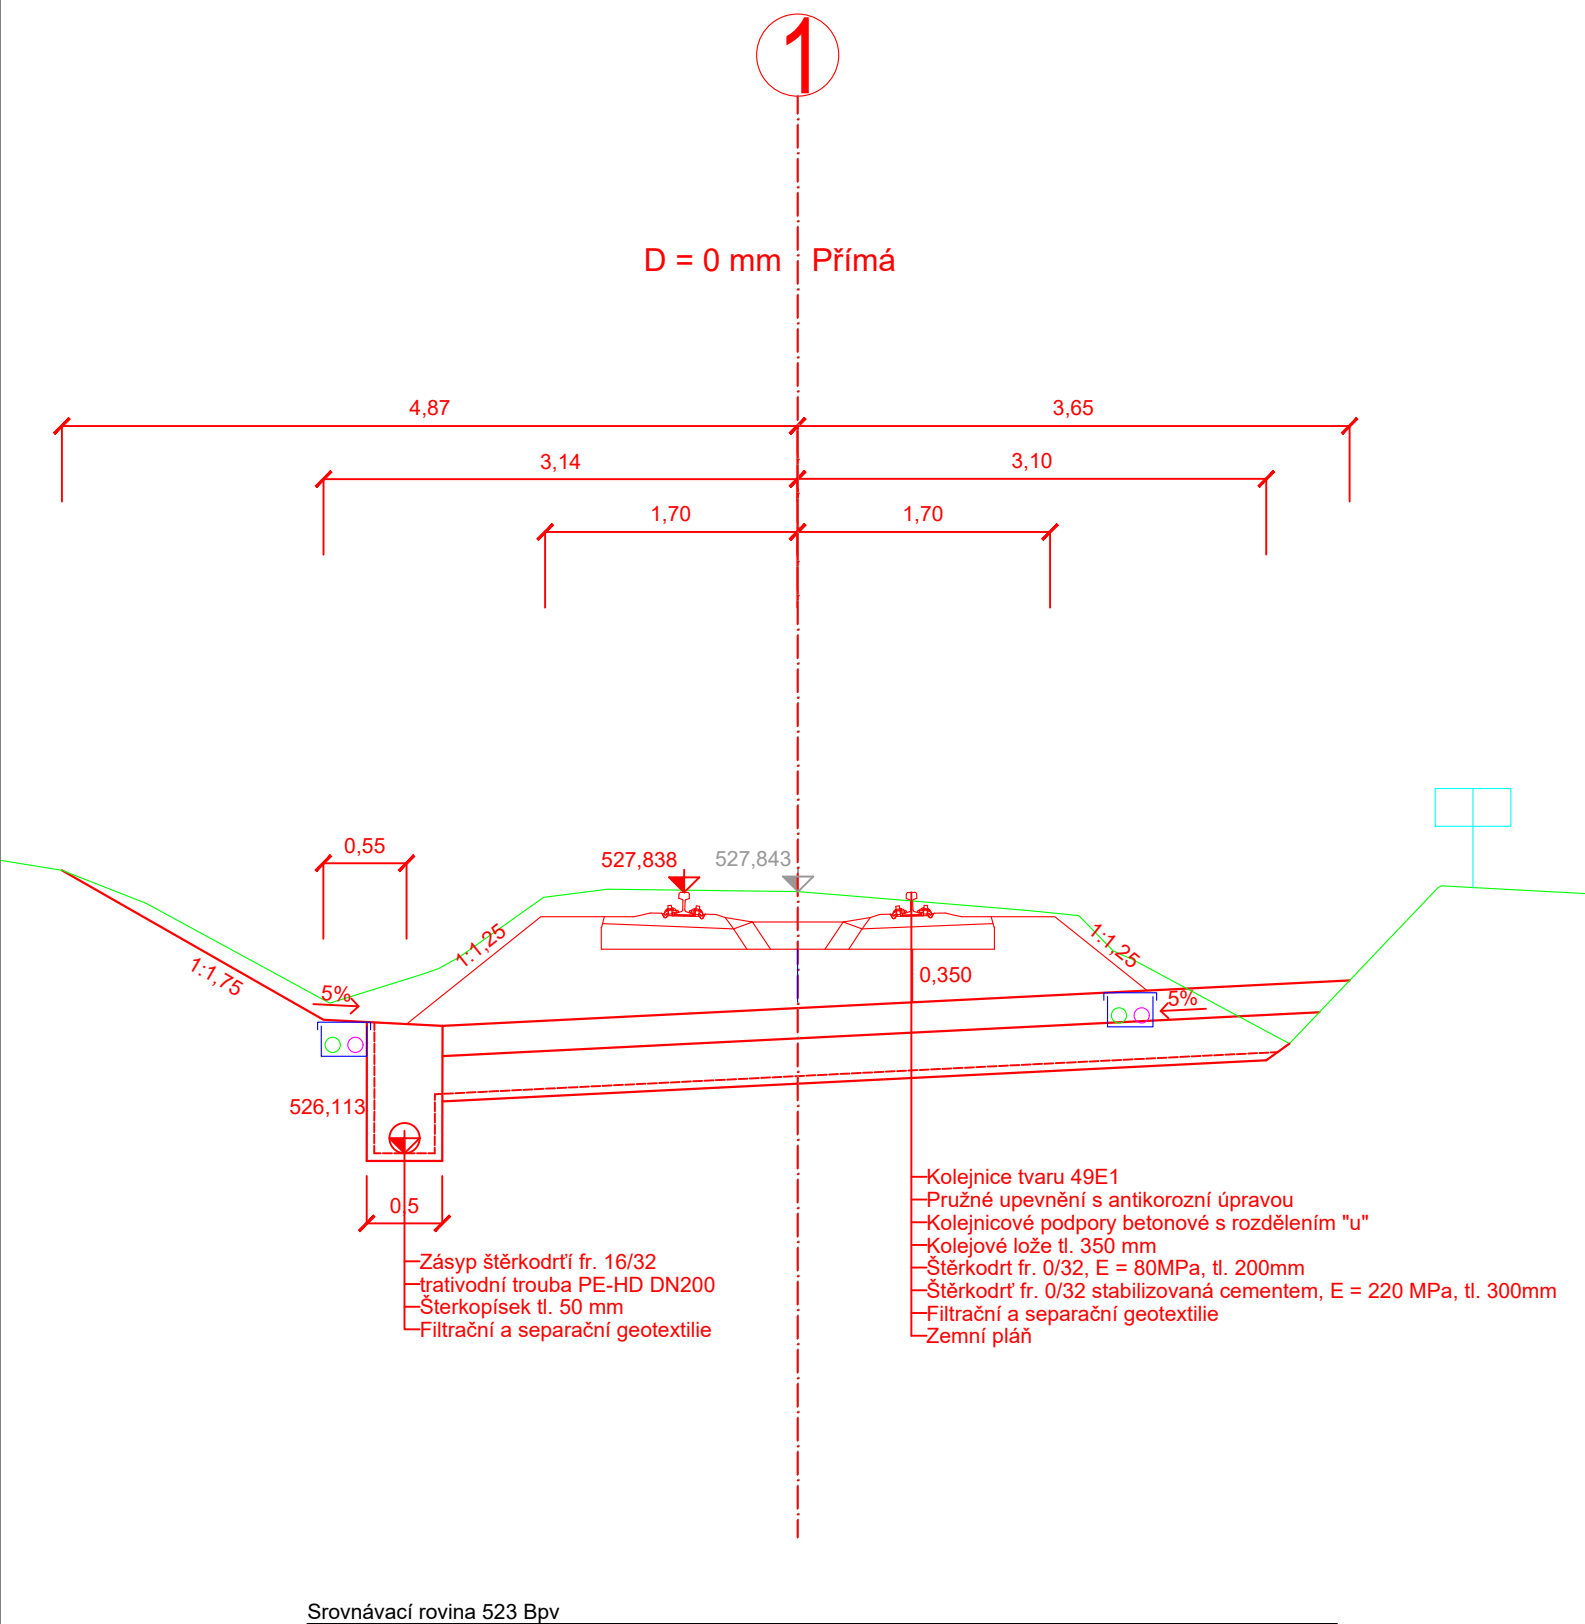 1
D = 0 mm Přímá
4,87 3,65
3,14 3,10
1,70 1,70
0,55
527,838 527,843
1:1,75
1:1,25
1:1,25
5%
0,350
5%
526,113
0,5
Zásyp štěrkodrtí fr. 16/32
trativodní trouba PE-HD DN200
Šterkopísek tl. 50 mm
Filtrační a separační geotextilie
Kolejnice tvaru 49E1
Pružné upevnění s antikorozní úpravou
Kolejnicové podpory betonové s rozdělením "u"
Kolejové lože tl. 350 mm
Štěrkodrt fr. 0/32, E = 80MPa, tl. 200mm
Štěrkodrť fr. 0/32 stabilizovaná cementem, E = 220 MPa, tl. 300mm
Filtrační a separační geotextilie
Zemní pláň
Srovnávací rovina 523 Bpv